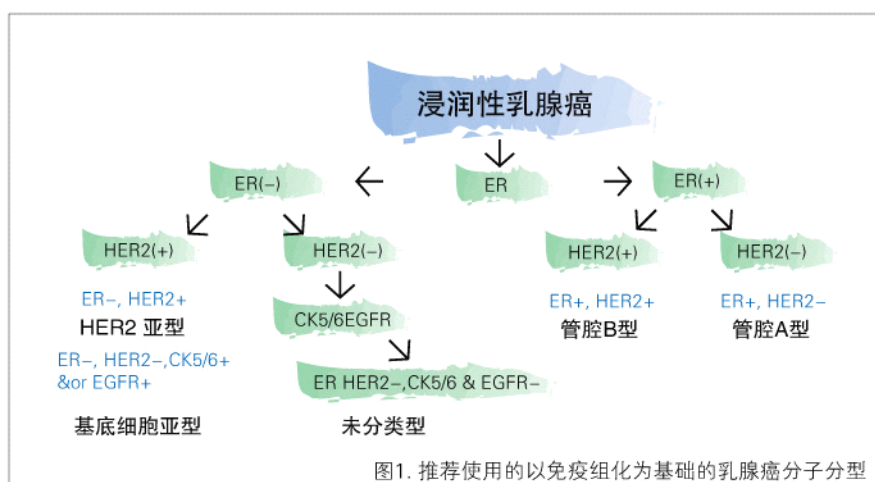 浸润性乳腺癌
ER(−)
ER
ER(+)
HER2(+)
HER2(−)
HER2(+)
HER2(−)
ER−, HER2+
HER2 亚型
CK5/6EGFR
ER+, HER2+
管腔B型
ER+, HER2−
管腔A型
ER−, HER2−,CK5/6+
&or EGFR+
ER HER2−,CK5/6 & EGFR−
基底细胞亚型
未分类型
图1. 推荐使用的以免疫组化为基础的乳腺癌分子分型